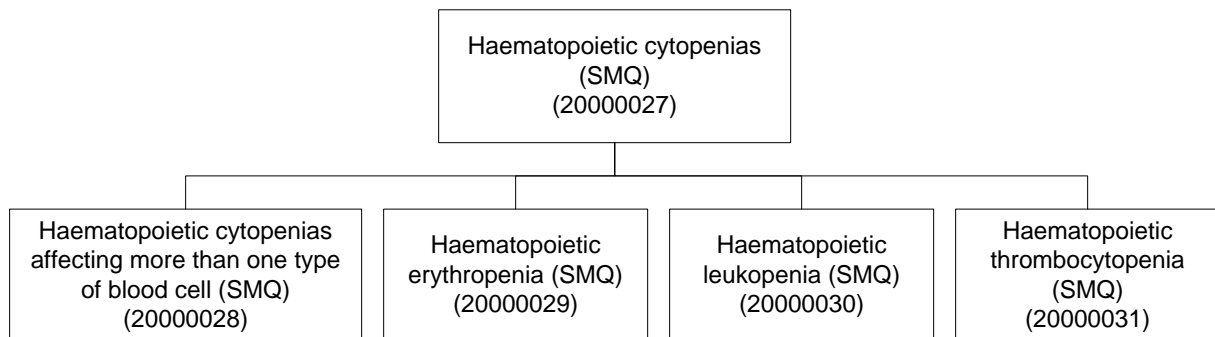 Haematopoietic cytopenias
(SMQ)
(20000027)
Haematopoietic cytopenias
affecting more than one type
of blood cell (SMQ)
(20000028)
Haematopoietic
erythropenia (SMQ)
(20000029)
Haematopoietic
leukopenia (SMQ)
(20000030)
Haematopoietic
thrombocytopenia
(SMQ)
(20000031)